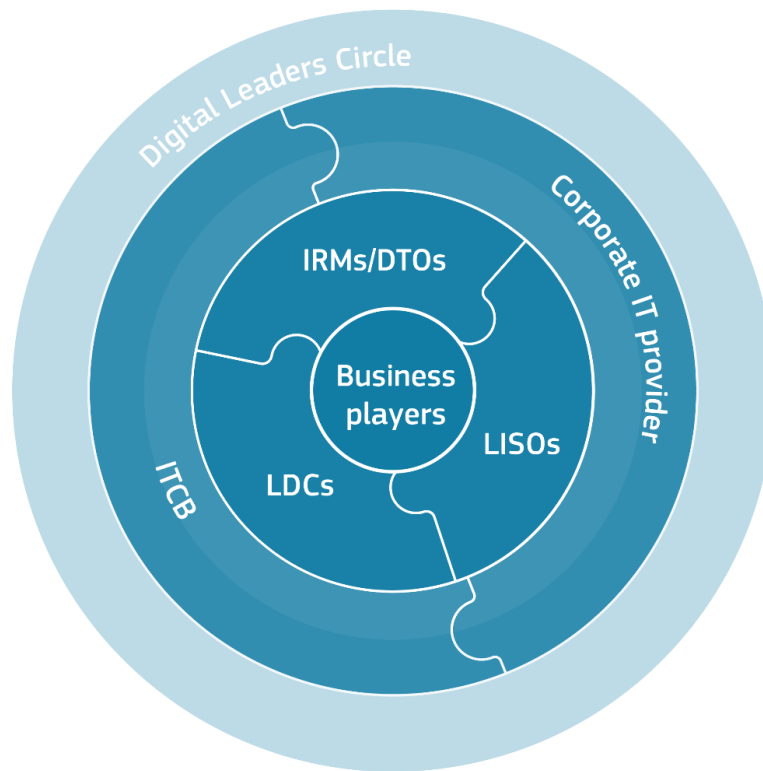 Digital Leaders Circle
Corporate IT provider
IRMs/DTOs
Business
players
LISOs
LDCs
ITCB